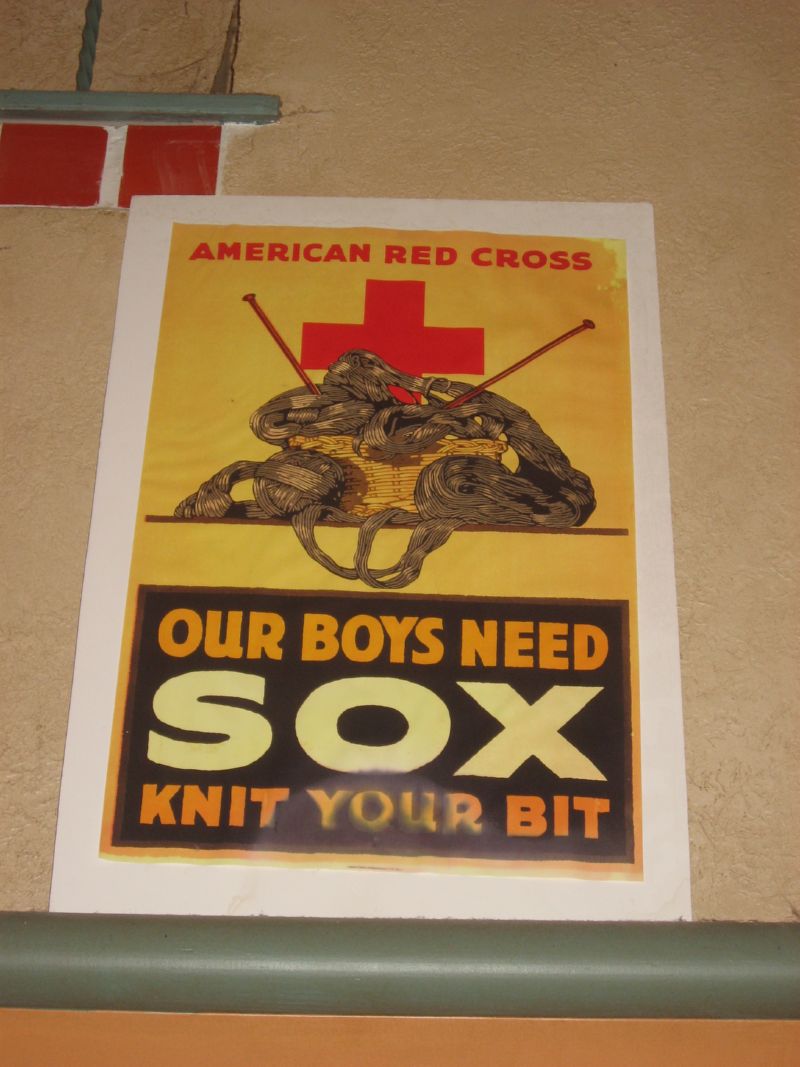 AMERICAN RED CROSS
OUR BOYS NEED
SOX
KNIT YOUR BIT